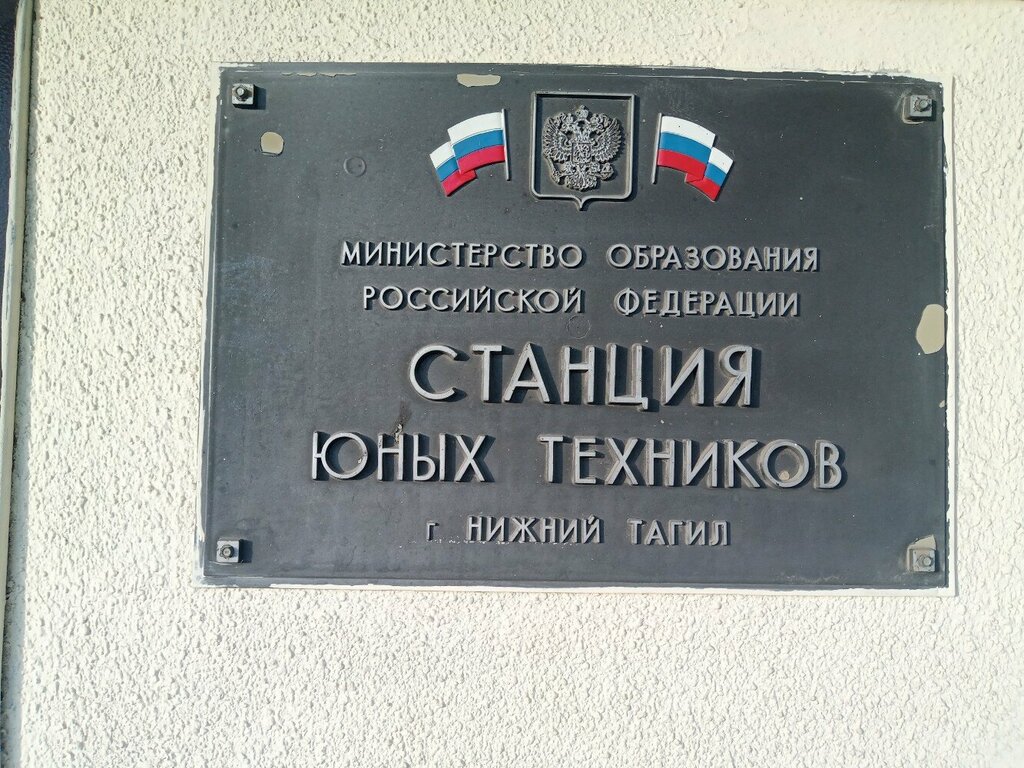 МИНИСТЕРСТВО ОБРАЗОВАНИЯ
РОССИЙСКОЙ ФЕДЕРАЦИИ
СТАНЦИЯ
ЮНЫХ ТЕХНИКОВ
г. НИЖНИЙ ТАГИЛ